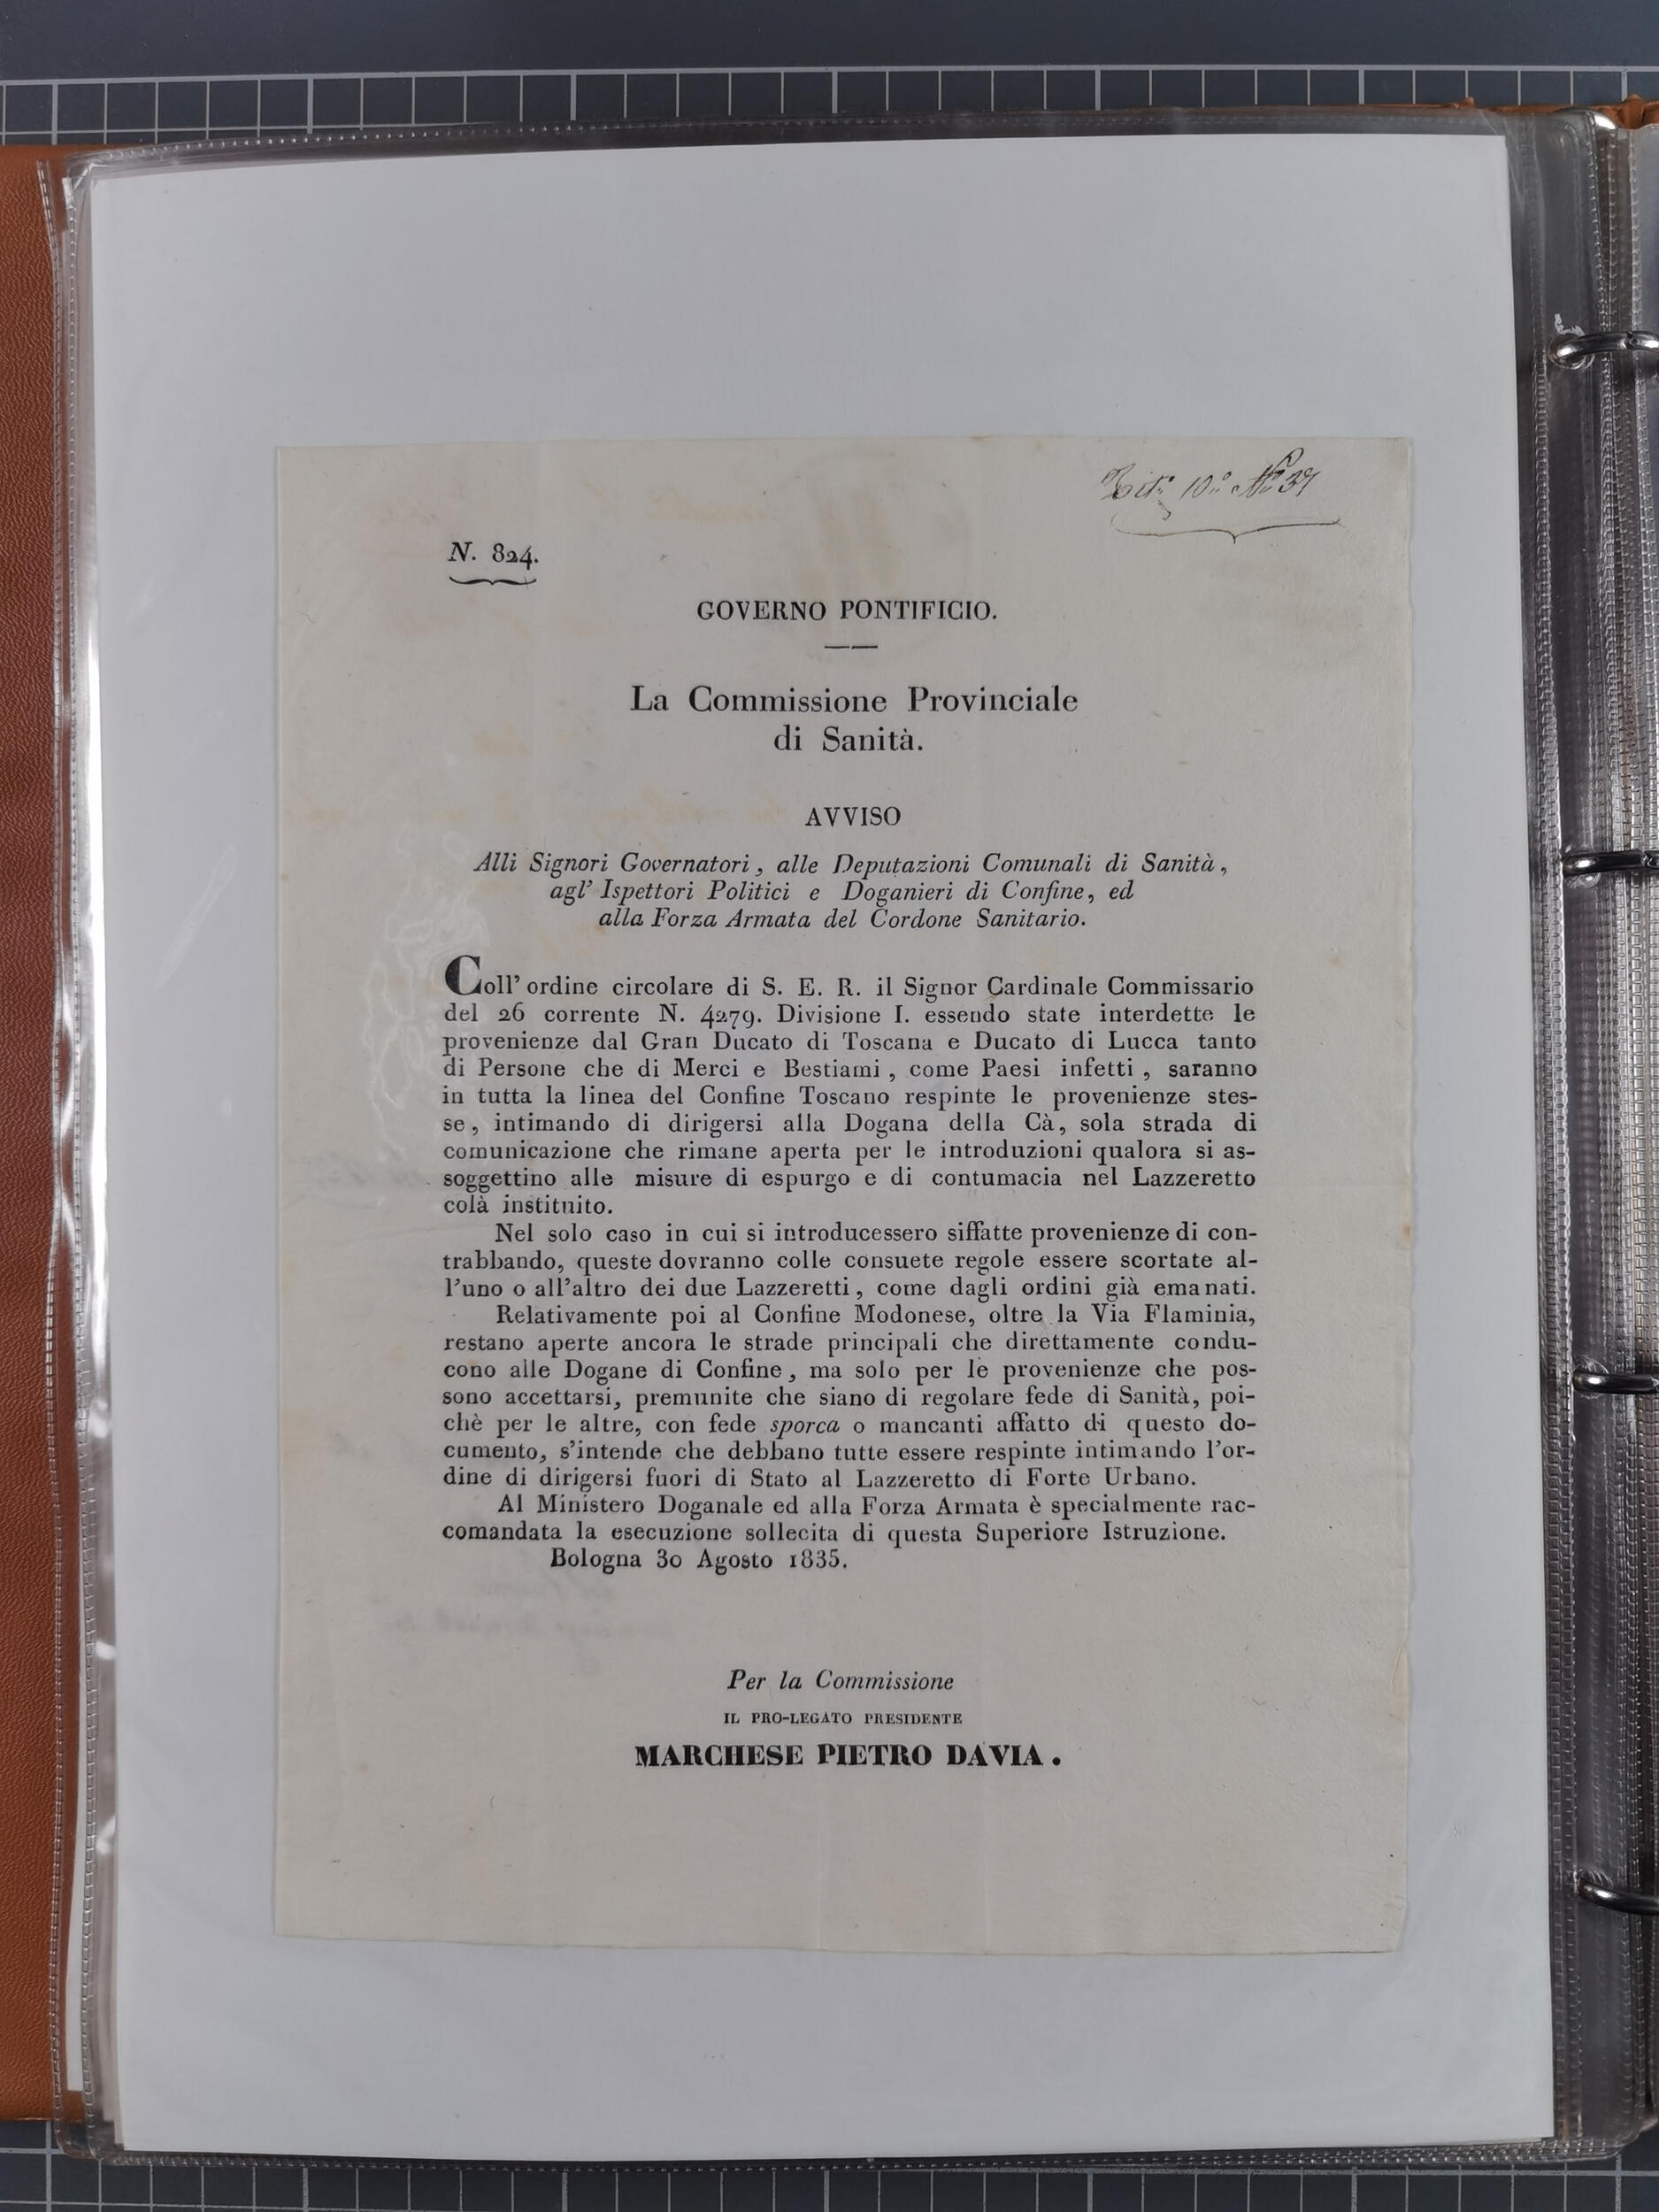 Tit.º 10.º Nº 37
N. 824.
GOVERNO PONTIFICIO.
La Commissione Provinciale
di Sanità.
AVVISO
Alli Signori Governatori, alle Deputazioni Comunali di Sanità,
agl' Ispettori Politici e Doganieri di Confine, ed
alla Forza Armata del Cordone Sanitario.
Coll' ordine circolare di S. E. R. il Signor Cardinale Commissario
del 26 corrente N. 4279. Divisione I. essendo state interdette le
provenienze dal Gran Ducato di Toscana e Ducato di Lucca tanto
di Persone che di Merci e Bestiami, come Paesi infetti, saranno
in tutta la linea del Confine Toscano respinte le provenienze stes-
se, intimando di dirigersi alla Dogana della Cà, sola strada di
comunicazione che rimane aperta per le introduzioni qualora si as-
soggettino alle misure di espurgo e di contumacia nel Lazzeretto
colà instituito.
Nel solo caso in cui si introducessero siffatte provenienze di con-
trabbando, queste dovranno colle consuete regole essere scortate al-
l'uno o all'altro dei due Lazzeretti, come dagli ordini già emanati.
Relativamente poi al Confine Modonese, oltre la Via Flaminia,
restano aperte ancora le strade principali che direttamente condu-
cono alle Dogane di Confine, ma solo per le provenienze che pos-
sono accettarsi, premunite che siano di regolare fede di Sanità, poi-
chè per le altre, con fede sporca o mancanti affatto di questo do-
cumento, s'intende che debbano tutte essere respinte intimando l'or-
dine di dirigersi fuori di Stato al Lazzeretto di Forte Urbano.
Al Ministero Doganale ed alla Forza Armata è specialmente rac-
comandata la esecuzione sollecita di questa Superiore Istruzione.
Bologna 30 Agosto 1835.
Per la Commissione
IL PRO-LEGATO PRESIDENTE
MARCHESE PIETRO DAVIA.